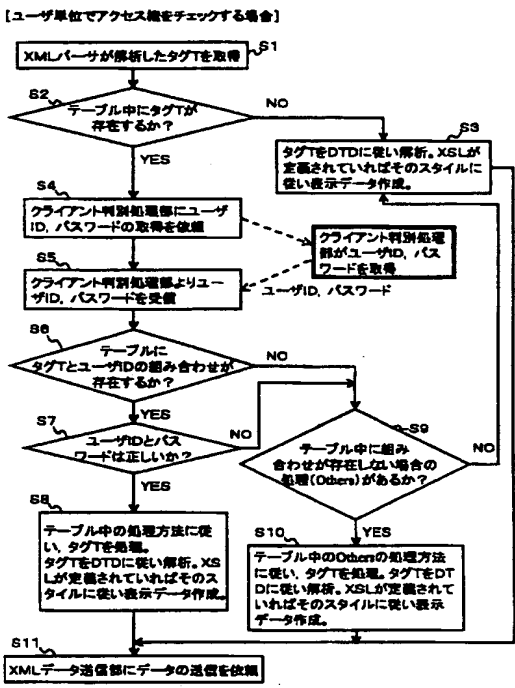 [ユーザ単位でアクセス権をチェックする場合]
S1
XMLパーサが解析したタグTを取得
S2
テーブル中にタグTが
存在するか?
NO
YES
S3
タグTをDTDに従い解析。XSLが
定義されていればそのスタイルに
従い表示データ作成。
S4
クライアント判別処理部にユーザ
ID, パスワードの取得を依頼
クライアント判別処理
部がユーザID, パス
ワードを取得
S5
クライアント判別処理部よりユー
ザID, パスワードを受信
ユーザID, パスワード
S6
テーブルに
タグTとユーザIDの組み合わせが
存在するか?
NO
YES
S7
ユーザIDとパス
ワードは正しいか?
NO
YES
S9
テーブル中に組み
合わせが存在しない場合の
処理(Others)があるか?
NO
YES
S8
テーブル中の処理方法に従
い, タグTを処理。
タグTをDTDに従い解析。XS
Lが定義されていればそのス
タイルに従い表示データ作成。
S10
テーブル中のOthersの処理方法
に従い, タグTを処理。タグTをDT
Dに従い解析。XSLが定義されて
いればそのスタイルに従い表示
データ作成。
S11
XMLデータ送信部にデータの送信を依頼